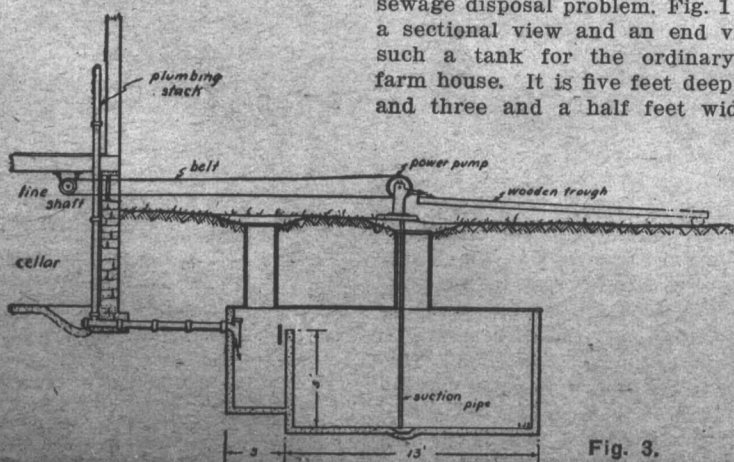 sewage disposal problem. Fig. 1
a sectional view and an end v
such a tank for the ordinary
farm house. It is five feet deep
and three and a half feet wid
plumbing
stack
belt
power pump
wooden trough
line
shaft
cellar
suction
pipe
13'
Fig. 3.